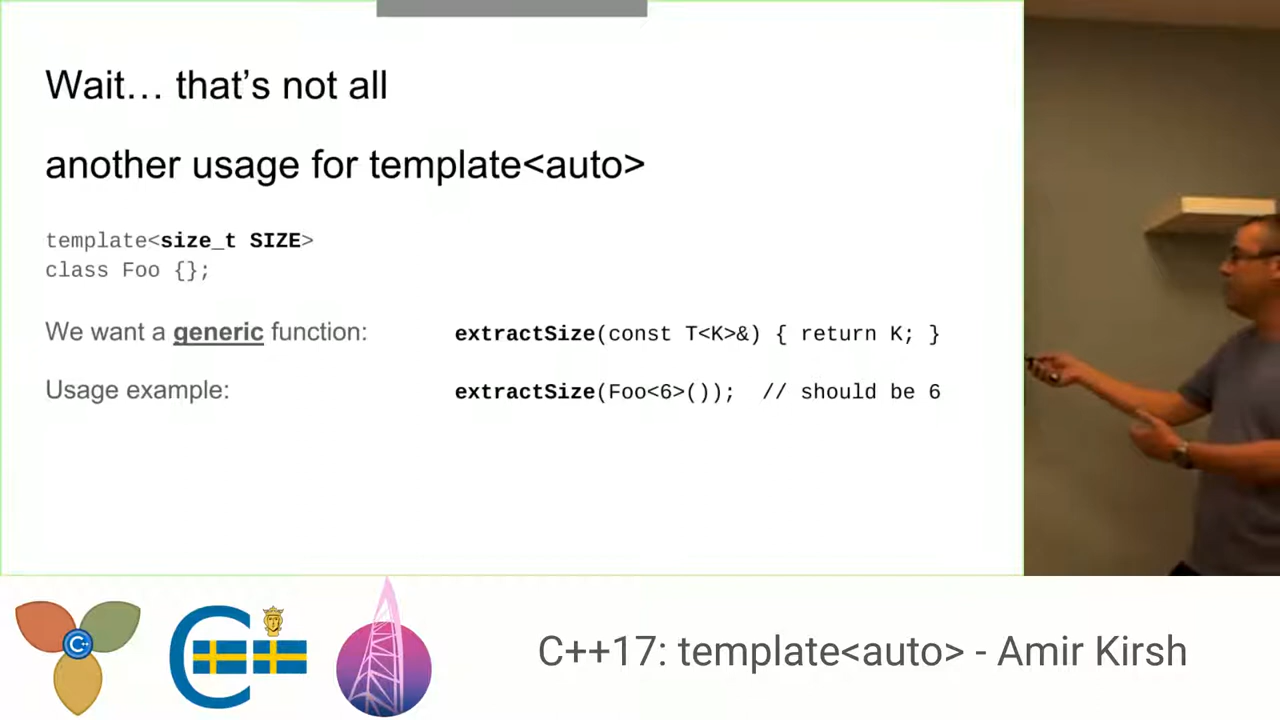 Wait… that's not all
another usage for template<auto>
template<size_t SIZE>
class Foo {};
We want a generic function: extractSize(const T<K>&) { return K; }
Usage example: extractSize(Foo<6>()); // should be 6
C++
C++
C++17: template<auto> - Amir Kirsh